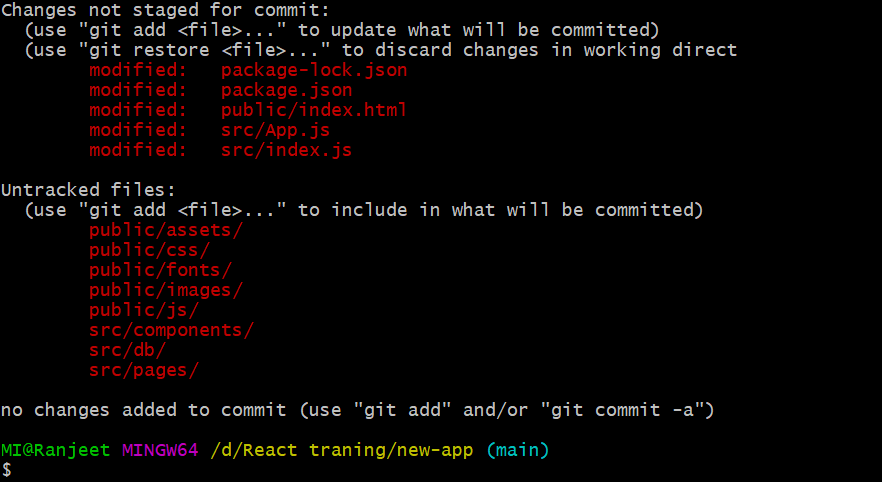 Changes not staged for commit:
  (use "git add <file>..." to update what will be committed)
  (use "git restore <file>..." to discard changes in working direct
        modified:   package-lock.json
        modified:   package.json
        modified:   public/index.html
        modified:   src/App.js
        modified:   src/index.js

Untracked files:
  (use "git add <file>..." to include in what will be committed)
        public/assets/
        public/css/
        public/fonts/
        public/images/
        public/js/
        src/components/
        src/db/
        src/pages/

no changes added to commit (use "git add" and/or "git commit -a")

MI@Ranjeet MINGW64 /d/React traning/new-app (main)
$